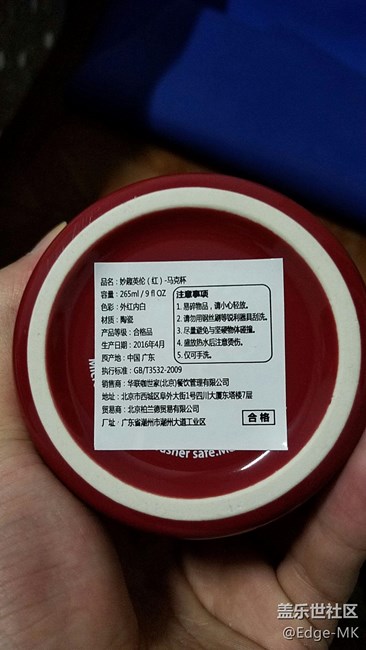 品名：妙趣英伦（红）-马克杯
容量：265ml / 9 fl OZ
色彩：外红内白
材质：陶瓷
产品等级：合格品
生产日期：2016年4月
原产地：中国 广东
执行标准：GB/T3532-2009
销售商：华联咖世家(北京)餐饮管理有限公司
地址：北京市西城区阜外大街1号四川大厦东塔楼7层
贸易商：北京柏兰德贸易有限公司
厂址：广东省潮州市潮州大道工业区
注意事项
1. 易碎物品，请小心轻放。
2. 请勿用钢丝刷等锐利器具刮洗。
3. 尽量避免与坚硬物体碰撞。
4. 盛放热水后注意烫伤。
5. 仅可手洗。
合格
safe.
盖乐世社区
@Edge-MK